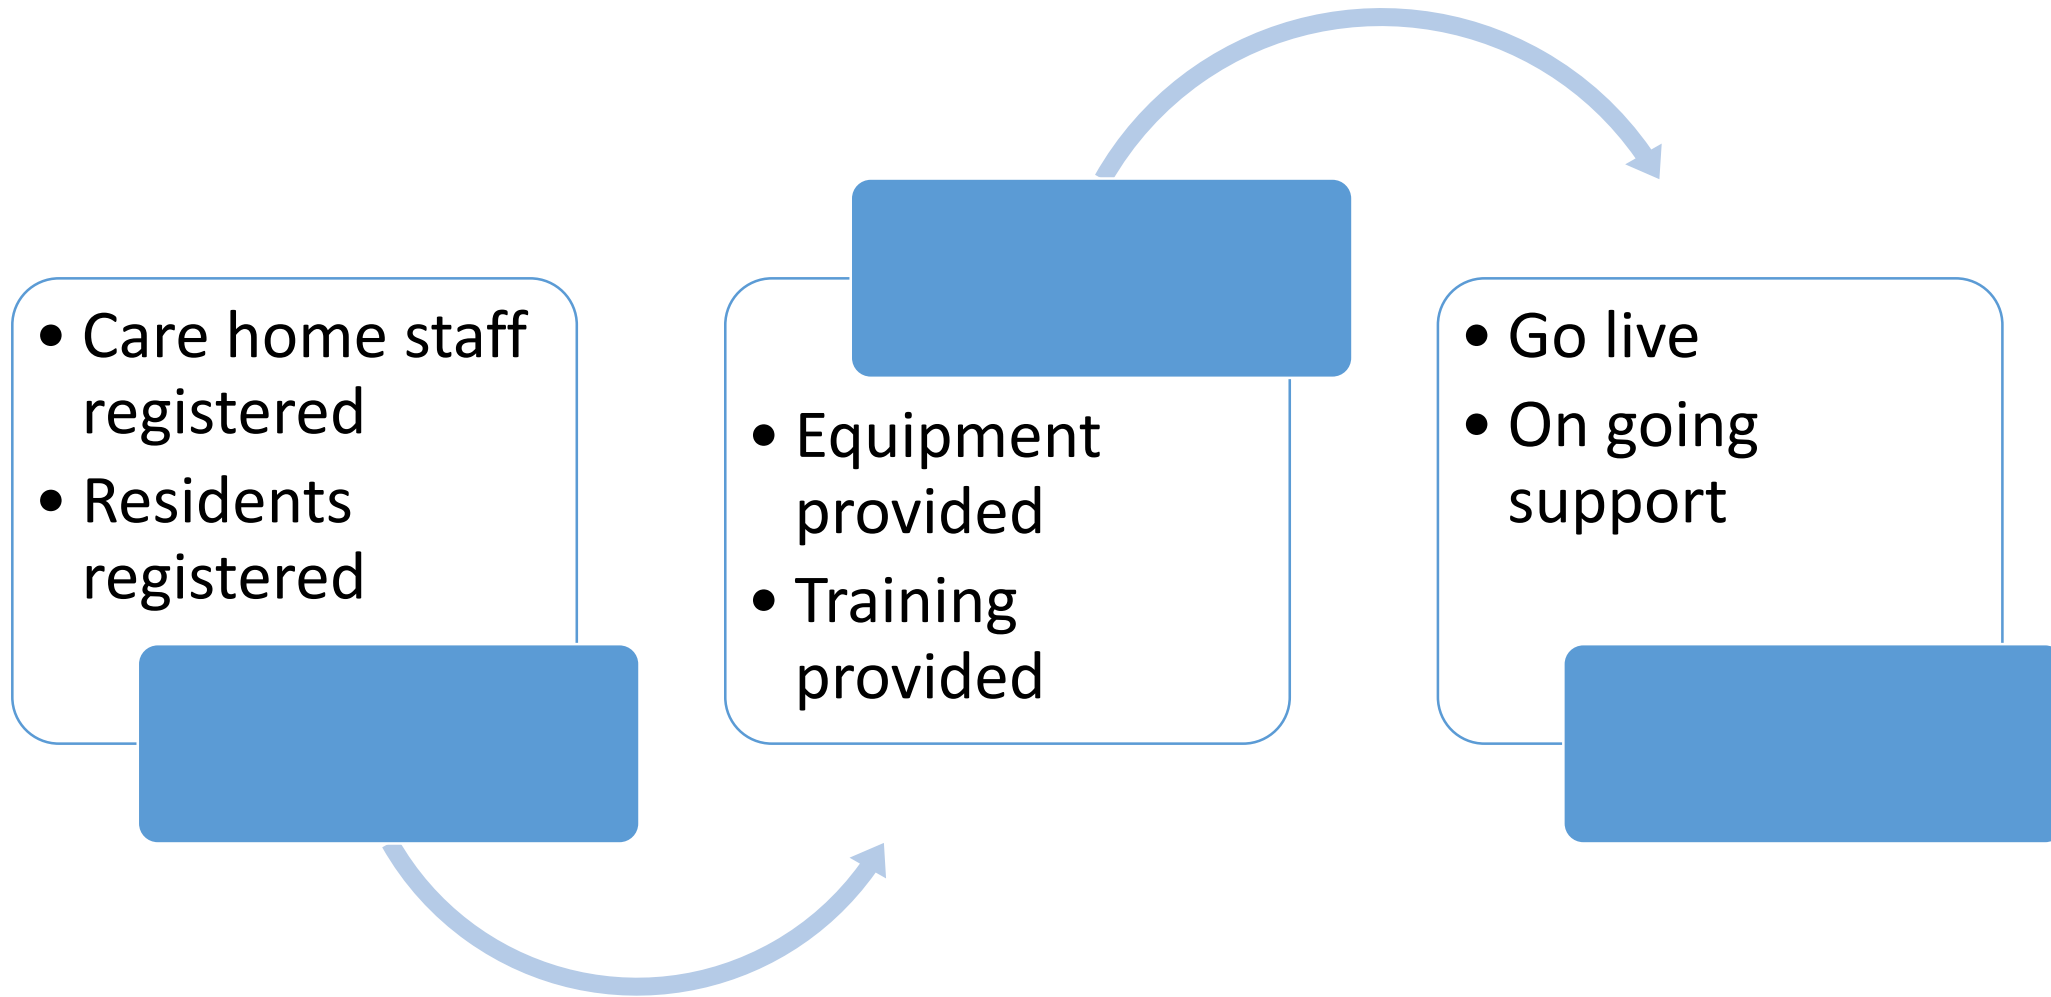 • Care home staff
registered
• Residents
registered
• Equipment
provided
• Training
provided
• Go live
• On going
support